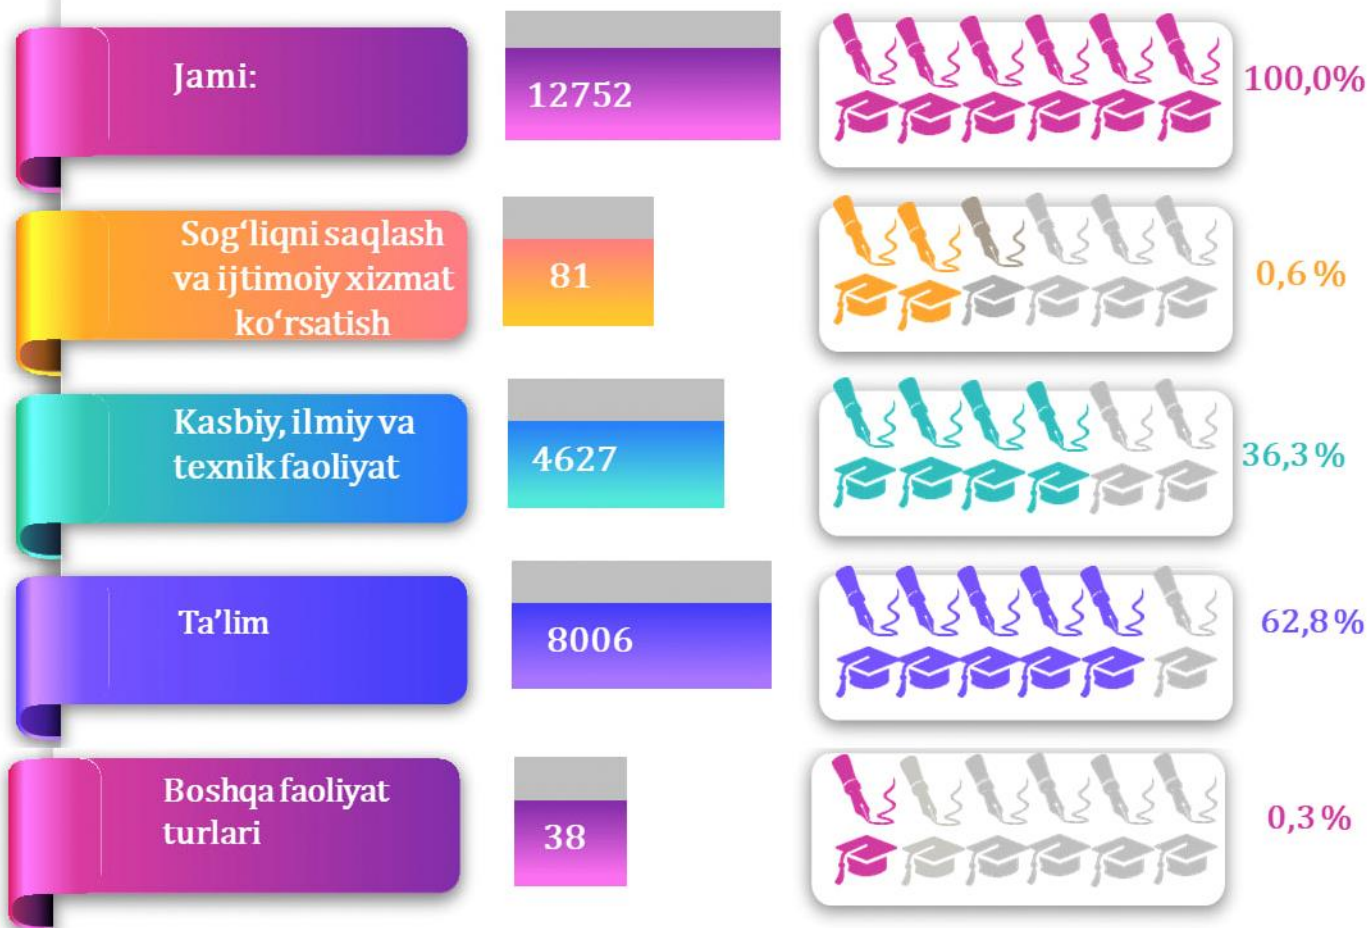 Jami:
12752
100,0%
Sog‘liqni saqlash
va ijtimoiy xizmat
ko‘rsatish
81
0,6 %
Kasbiy, ilmiy va
texnik faoliyat
4627
36,3 %
Ta’lim
8006
62,8 %
Boshqa faoliyat
turlari
38
0,3 %